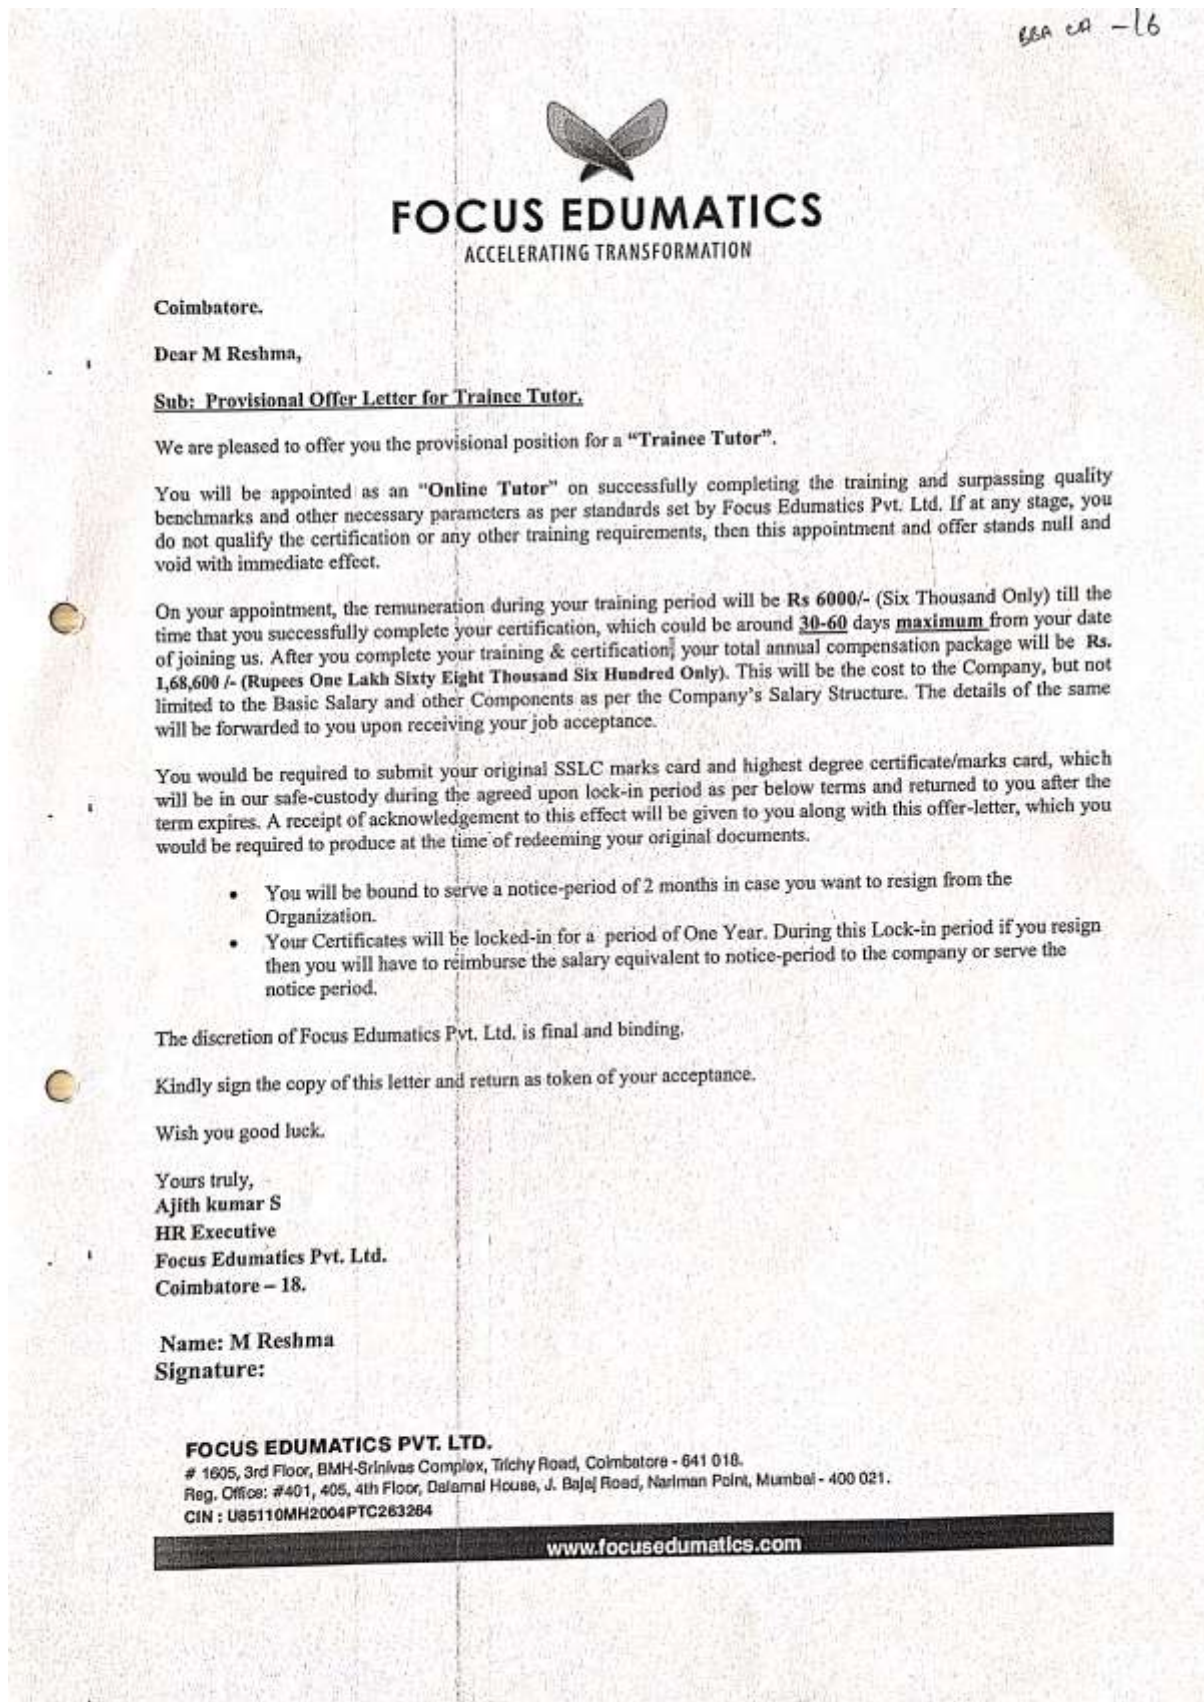 BBA CA -16
FOCUS EDUMATICS
ACCELERATING TRANSFORMATION
Coimbatore.
Dear M Reshma,
Sub: Provisional Offer Letter for Trainee Tutor.
We are pleased to offer you the provisional position for a “Trainee Tutor”.
You will be appointed as an “Online Tutor” on successfully completing the training and surpassing quality
benchmarks and other necessary parameters as per standards set by Focus Edumatics Pvt. Ltd. If at any stage, you
do not qualify the certification or any other training requirements, then this appointment and offer stands null and
void with immediate effect.
On your appointment, the remuneration during your training period will be Rs 6000/- (Six Thousand Only) till the
time that you successfully complete your certification, which could be around 30-60 days maximum from your date
of joining us. After you complete your training & certification, your total annual compensation package will be Rs.
1,68,600 /- (Rupees One Lakh Sixty Eight Thousand Six Hundred Only). This will be the cost to the Company, but not
limited to the Basic Salary and other Components as per the Company’s Salary Structure. The details of the same
will be forwarded to you upon receiving your job acceptance.
You would be required to submit your original SSLC marks card and highest degree certificate/marks card, which
will be in our safe-custody during the agreed upon lock-in period as per below terms and returned to you after the
term expires. A receipt of acknowledgement to this effect will be given to you along with this offer-letter, which you
would be required to produce at the time of redeeming your original documents.
• You will be bound to serve a notice-period of 2 months in case you want to resign from the
Organization.
• Your Certificates will be locked-in for a period of One Year. During this Lock-in period if you resign
then you will have to reimburse the salary equivalent to notice-period to the company or serve the
notice period.
The discretion of Focus Edumatics Pvt. Ltd. is final and binding.
Kindly sign the copy of this letter and return as token of your acceptance.
Wish you good luck.
Yours truly,
Ajith kumar S
HR Executive
Focus Edumatics Pvt. Ltd.
Coimbatore – 18.
Name: M Reshma
Signature:
FOCUS EDUMATICS PVT. LTD.
# 1605, 3rd Floor, BMH-Srinivas Complex, Trichy Road, Coimbatore - 641 018.
Reg. Office: #401, 405, 4th Floor, Dalamal House, J. Bajaj Road, Nariman Point, Mumbai - 400 021.
CIN : U85110MH2004PTC263264
www.focusedumatics.com